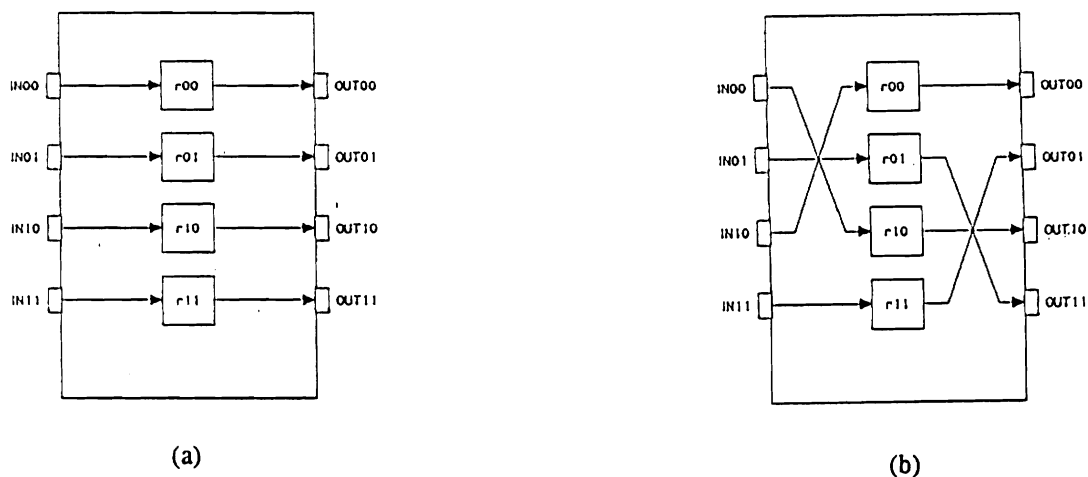 IN00 r00 OUT00
IN01 r01 OUT01
IN10 r10 OUT10
IN11 r11 OUT11
(a)
IN00 r00 OUT00
IN01 r01 OUT01
IN10 r10 OUT10
IN11 r11 OUT11
(b)